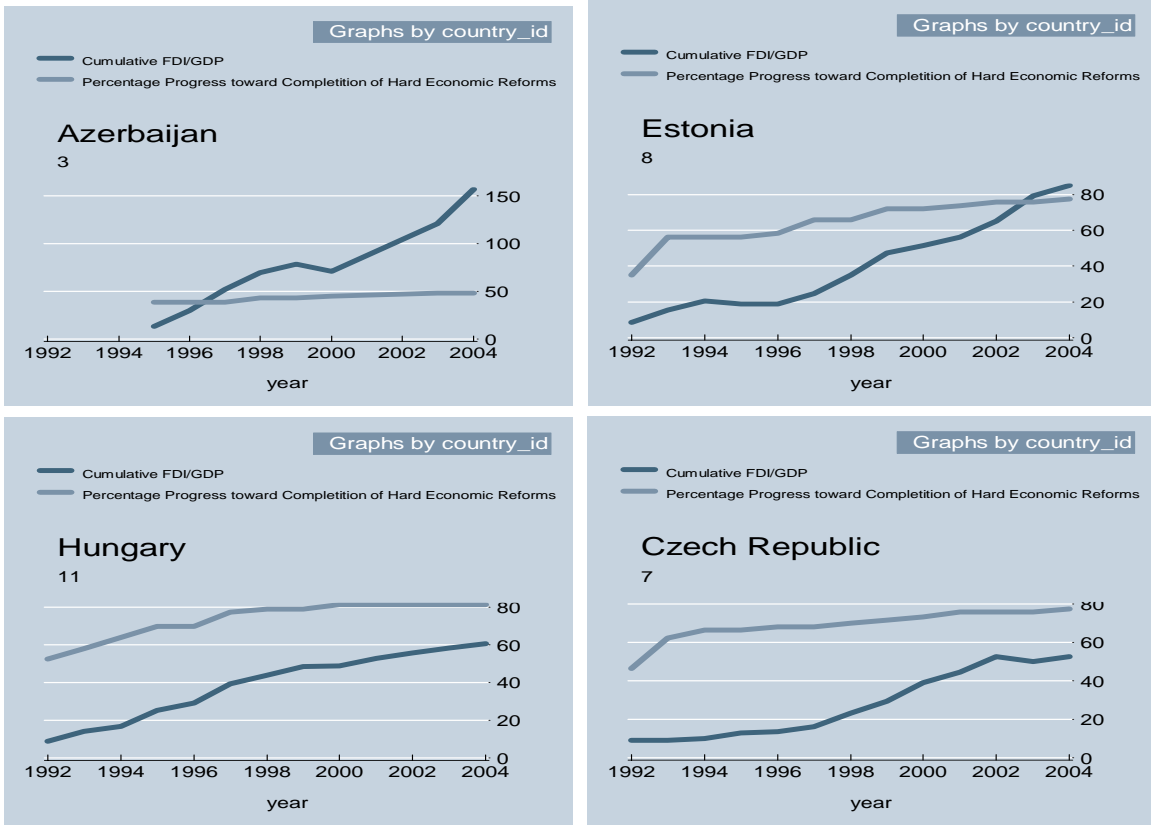 Graphs by country_id
Cumulative FDI/GDP
Percentage Progress toward Completition of Hard Economic Reforms
Azerbaijan
3
150
100
50
0
1992 1994 1996 1998 2000 2002 2004
year
Graphs by country_id
Cumulative FDI/GDP
Percentage Progress toward Completition of Hard Economic Reforms
Estonia
8
80
60
40
20
0
1992 1994 1996 1998 2000 2002 2004
year
Graphs by country_id
Cumulative FDI/GDP
Percentage Progress toward Completition of Hard Economic Reforms
Hungary
11
80
60
40
20
0
1992 1994 1996 1998 2000 2002 2004
year
Graphs by country_id
Cumulative FDI/GDP
Percentage Progress toward Completition of Hard Economic Reforms
Czech Republic
7
80
60
40
20
0
1992 1994 1996 1998 2000 2002 2004
year